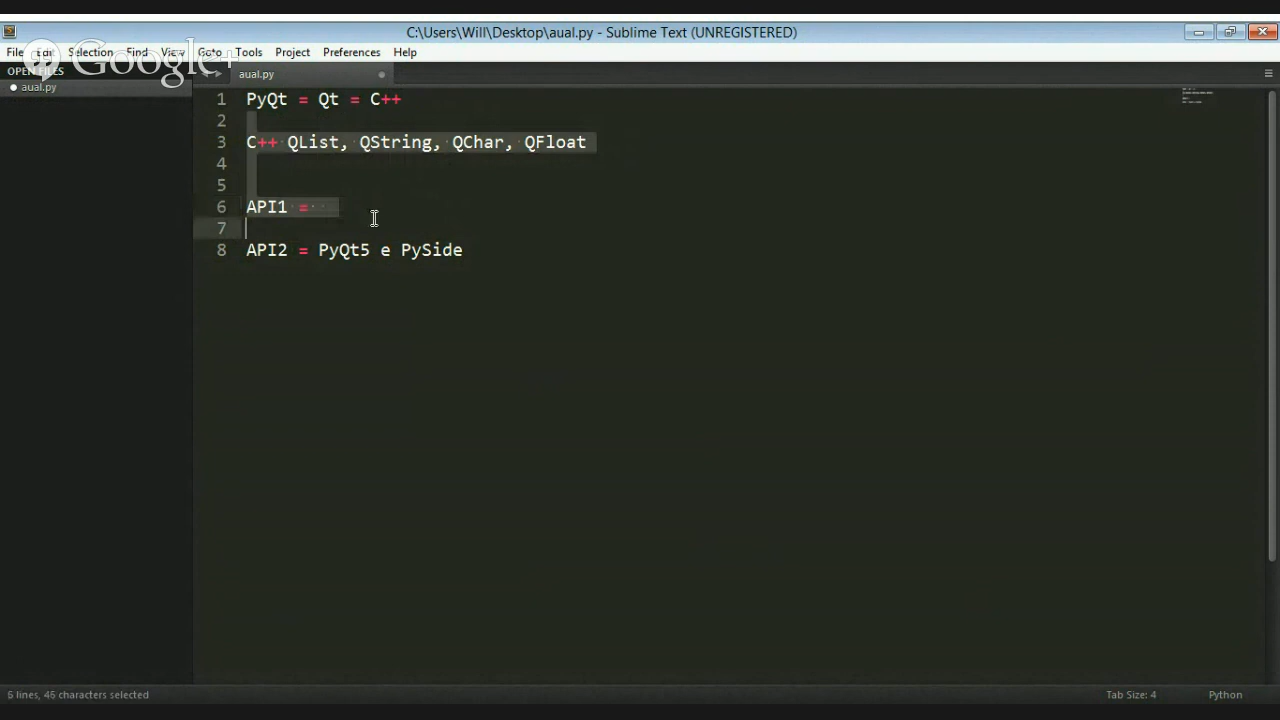 C:\Users\Will\Desktop\aual.py - Sublime Text (UNREGISTERED)
File Edit Selection Find View Goto Tools Project Preferences Help
Google+
OPEN FILES
aual.py
aual.py
1 PyQt = Qt = C++
2
3 C++ QList, QString, QChar, QFloat
4
5
6 API1 =
7
8 API2 = PyQt5 e PySide
6 lines, 46 characters selected
Tab Size: 4
Python